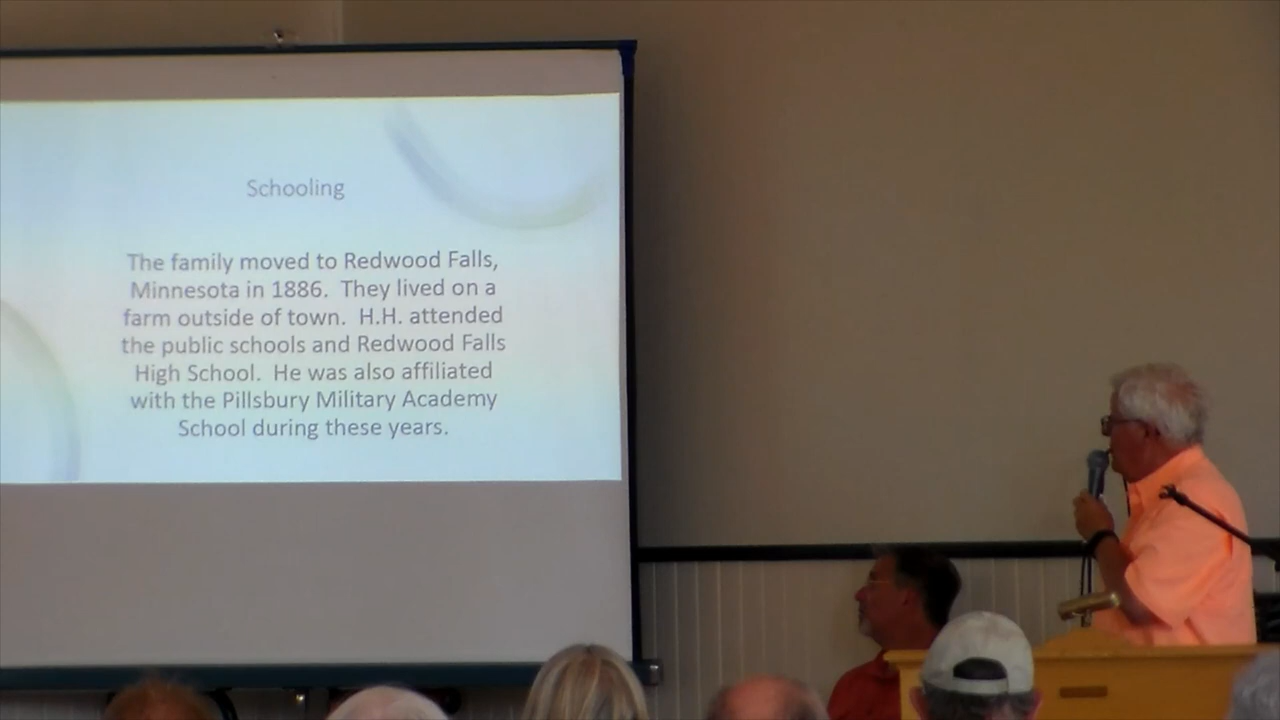 Schooling
The family moved to Redwood Falls,
Minnesota in 1886.  They lived on a
farm outside of town.  H.H. attended
the public schools and Redwood Falls
High School.  He was also affiliated
with the Pillsbury Military Academy
School during these years.